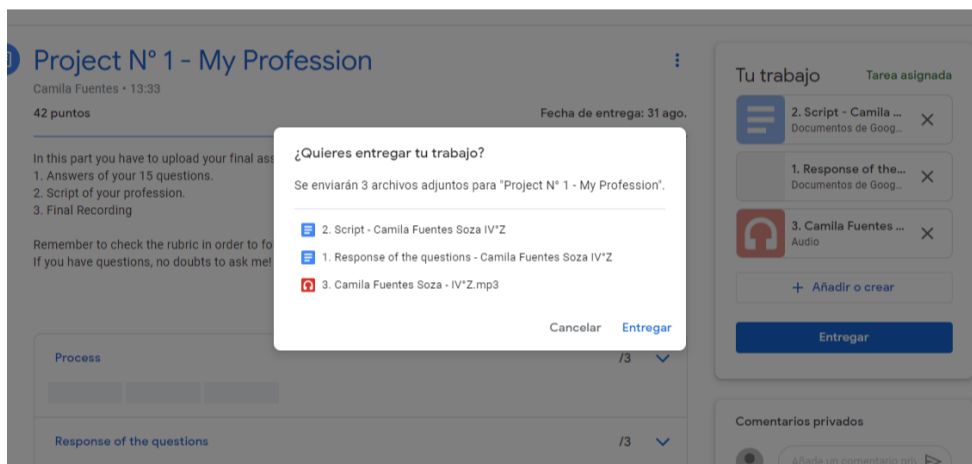 Project N° 1 - My Profession
Camila Fuentes • 13:33
42 puntos
Fecha de entrega: 31 ago.
In this part you have to upload your final ass
1. Answers of your 15 questions.
2. Script of your profession.
3. Final Recording
Remember to check the rubric in order to fo
If you have questions, no doubts to ask me!
¿Quieres entregar tu trabajo?
Se enviarán 3 archivos adjuntos para "Project N° 1 - My Profession".
2. Script - Camila Fuentes Soza IV°Z
1. Response of the questions - Camila Fuentes Soza IV°Z
3. Camila Fuentes Soza - IV°Z.mp3
Cancelar
Entregar
Process
/3
Response of the questions
/3
Tu trabajo
Tarea asignada
2. Script - Camila ...
Documentos de Goog...
1. Response of the...
Documentos de Goog...
3. Camila Fuentes ...
Audio
+ Añadir o crear
Entregar
Comentarios privados
Añade un comentario priv